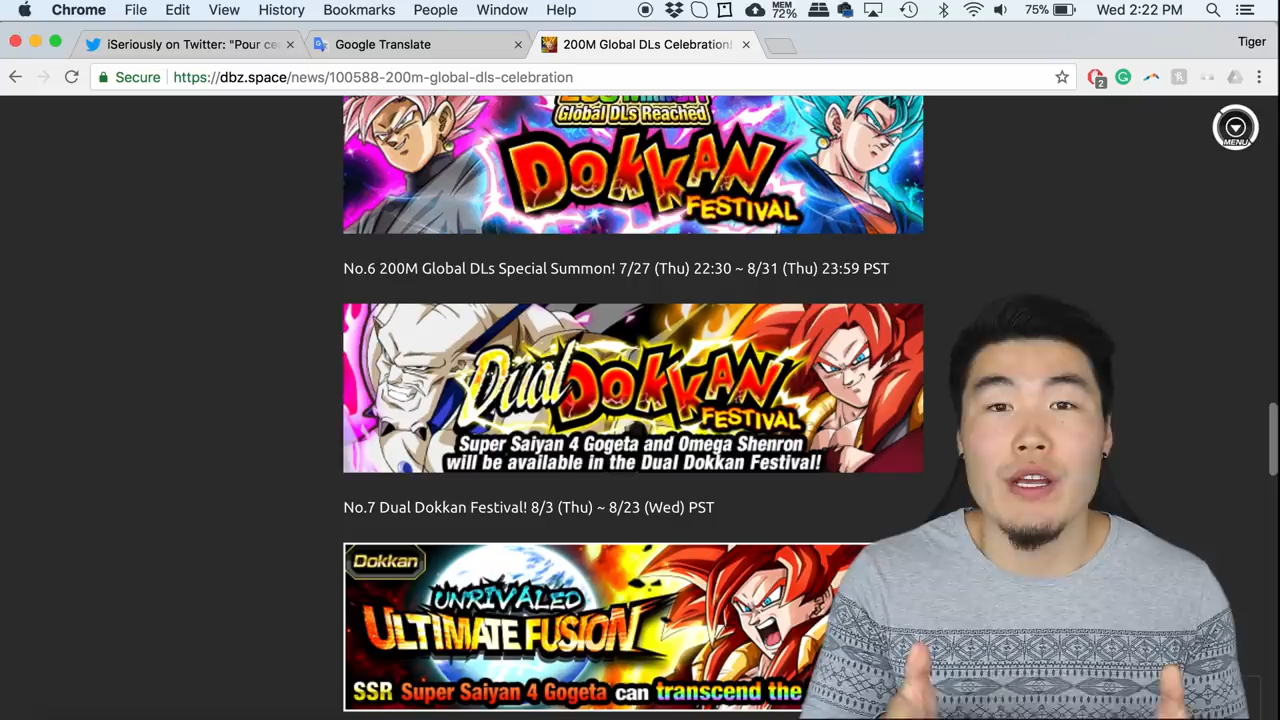 Chrome File Edit View History Bookmarks People Window Help
MEM 72% 75% Wed 2:22 PM
iSeriously on Twitter: "Pour ce
Google Translate
200M Global DLs Celebration!
Tiger
Secure https://dbz.space/news/100588-200m-global-dls-celebration
2
MENU
Global DLs Reached
DOKKAN
FESTIVAL
No.6 200M Global DLs Special Summon! 7/27 (Thu) 22:30 ~ 8/31 (Thu) 23:59 PST
Dual DOKKAN
FESTIVAL
Super Saiyan 4 Gogeta and Omega Shenron
will be available in the Dual Dokkan Festival!
No.7 Dual Dokkan Festival! 8/3 (Thu) ~ 8/23 (Wed) PST
Dokkan
UNRIVALED
ULTIMATE FUSION
SSR Super Saiyan 4 Gogeta can transcend the